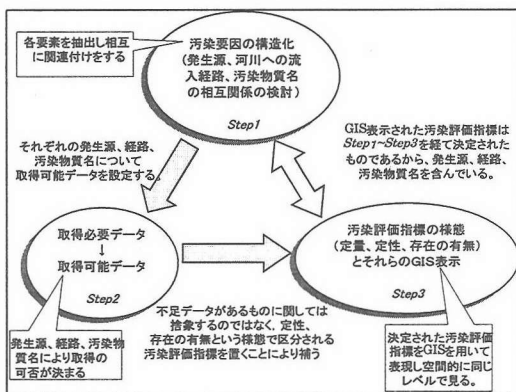 各要素を抽出し相互
に関連付けをする
汚染要因の構造化
(発生源、河川への流
入経路、汚染物質名
の相互関係の検討)
Step1
それぞれの発生源、経路、
汚染物質名について
取得可能データを設定する。
GIS表示された汚染評価指標は
Step1~Step3を経て決定された
ものであるから、発生源、経路、
汚染物質名を含んでいる。
取得必要データ
↓
取得可能データ
Step2
汚染評価指標の様態
(定量、定性、存在の有無)
とそれらのGIS表示
Step3
発生源、経路、汚染物
質名により取得の
可否が決まる
不足データがあるものに関しては
捨象するのではなく、定性、
存在の有無という様態で区分される
汚染評価指標を置くことにより補う
決定された汚染評価
指標をGISを用いて
表現し空間的に同じ
レベルで見る。